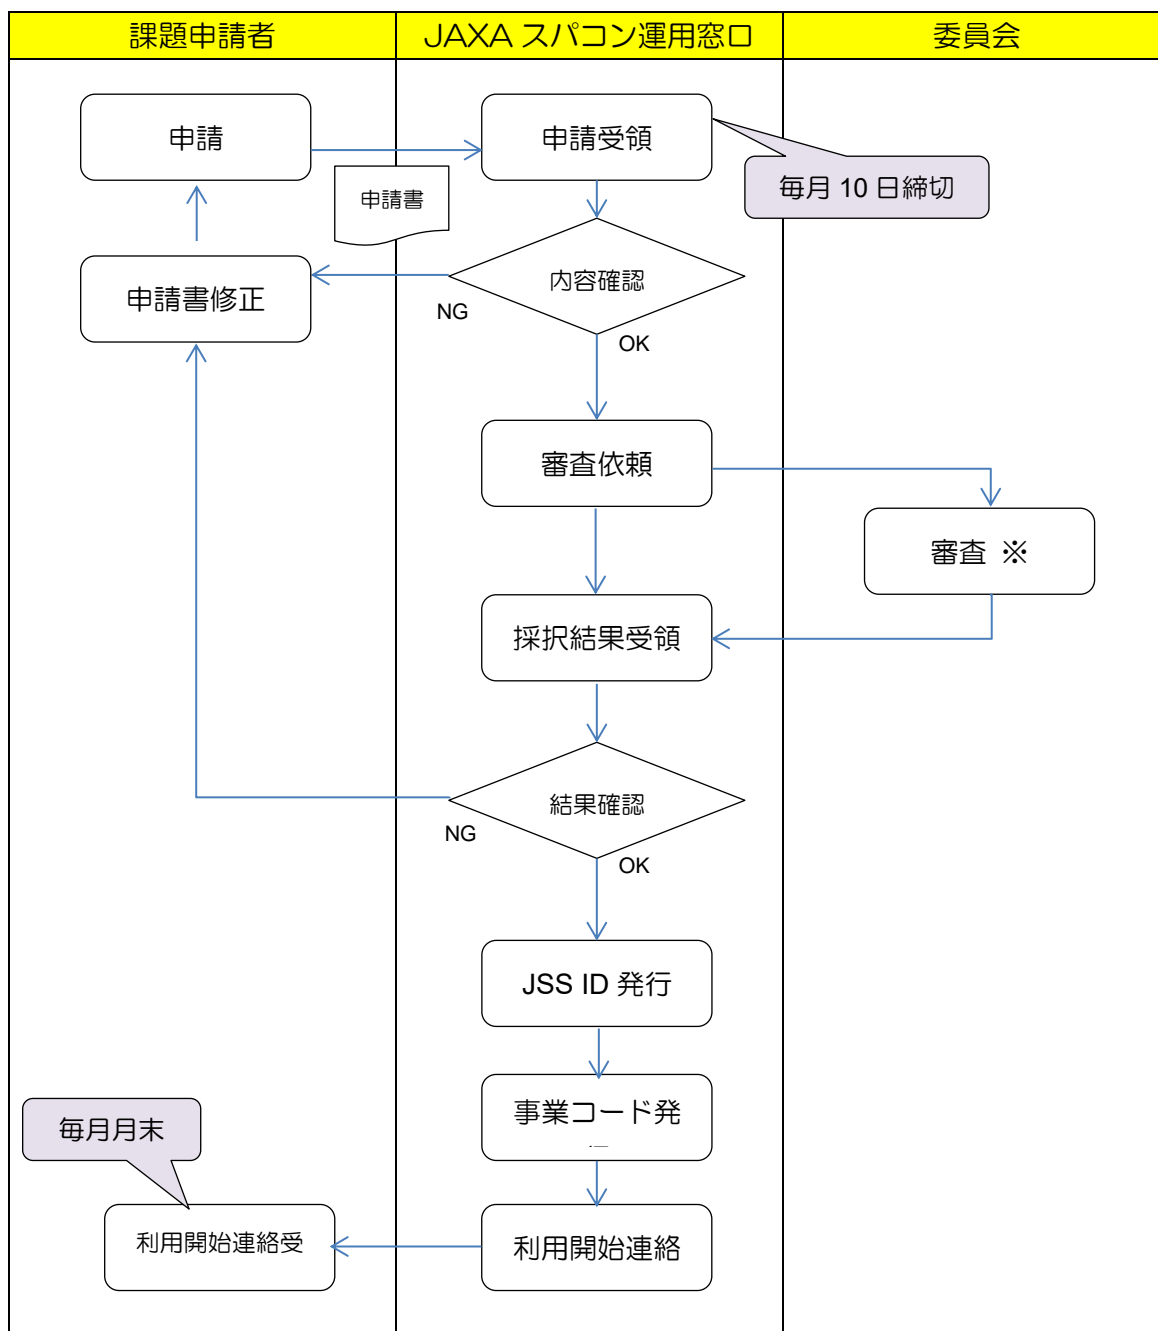 課題申請者
JAXA スパコン運用窓口
委員会
申請
申請受領
申請書
毎月 10 日締切
内容確認
申請書修正
NG
OK
審査依頼
審査 ※
採択結果受領
結果確認
NG
OK
JSS ID 発行
事業コード発
毎月月末
利用開始連絡受
利用開始連絡